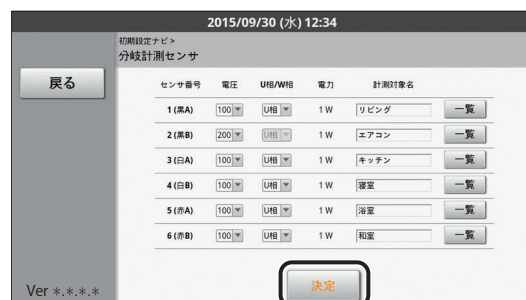 2015/09/30 (水) 12:34
初期設定ナビ>
分岐計測センサ
戻る
センサ番号 電圧 U相/W相 電力 計測対象名
1 (黒A) 100 U相 1 W リビング 一覧
2 (黒B) 200 U相 1 W エアコン 一覧
3 (白A) 100 U相 1 W キッチン 一覧
4 (白B) 100 U相 1 W 寝室 一覧
5 (赤A) 100 U相 1 W 浴室 一覧
6 (赤B) 100 U相 1 W 和室 一覧
決定
Ver *.*.*.*